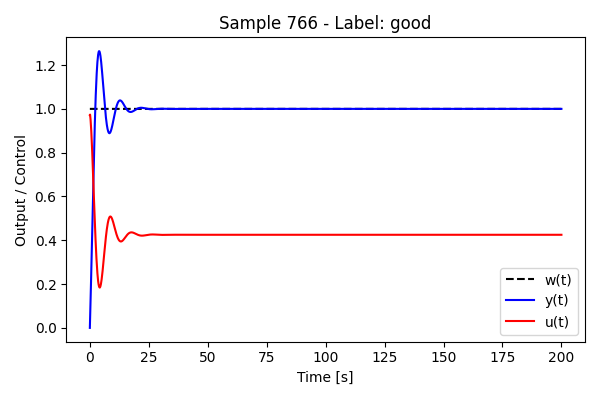 Sample 766 - Label: good
Output / Control
1.2
1.0
0.8
0.6
0.4
0.2
0.0
w(t)
y(t)
u(t)
0 25 50 75 100 125 150 175 200
Time [s]